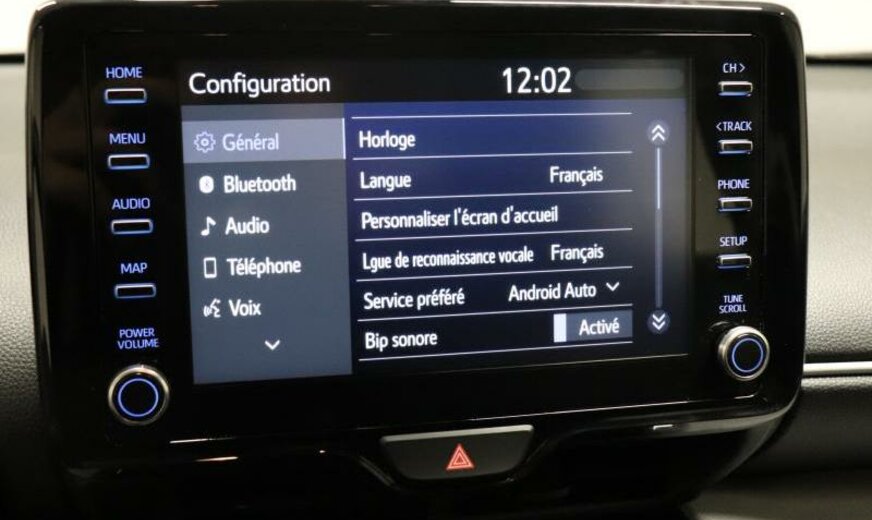 HOME
MENU
AUDIO
MAP
POWER
VOLUME
Configuration 12:02
Général
Bluetooth
Audio
Téléphone
Voix
Horloge
Langue Français
Personnaliser l'écran d'accueil
Lgue de reconnaissance vocale Français
Service préféré Android Auto
Bip sonore Activé
CH >
< TRACK
PHONE
SETUP
TUNE
SCROLL